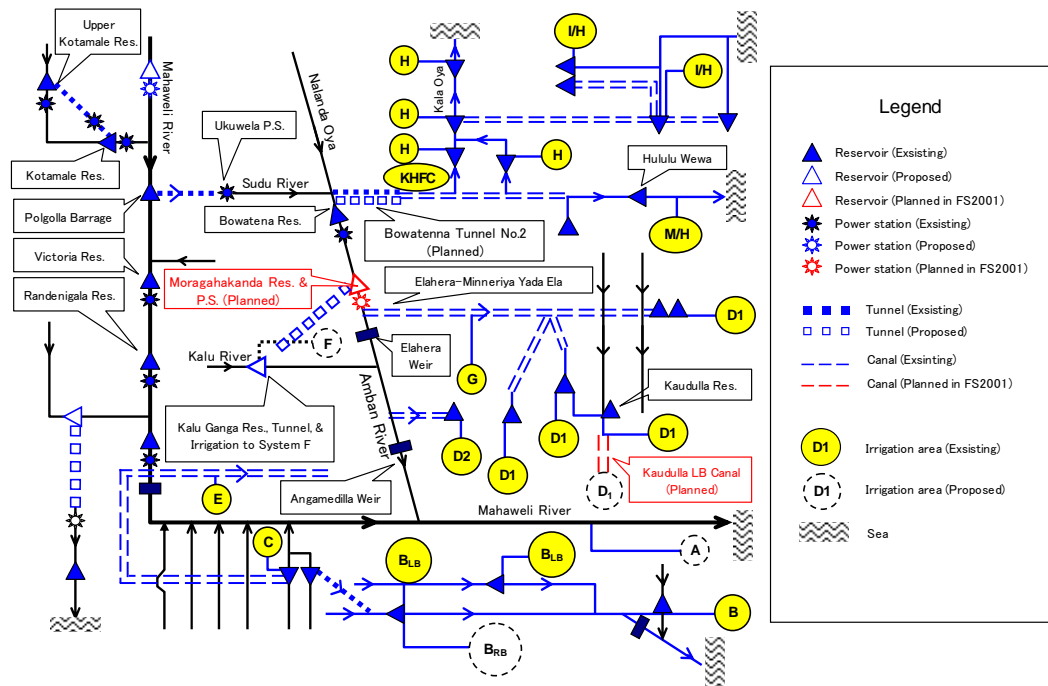 Upper
Kotamale Res.
Mahaweli River
Kotamale Res.
Polgolla Barrage
Victoria Res.
Randenigala Res.
Ukuwela P.S.
Sudu River
Nalanda Oya
Bowatena Res.
Bowatenna Tunnel No.2
(Planned)
Moragahakanda Res. &
P.S. (Planned)
Elahera-Minneriya Yada Ela
Kalu River
F
Elahera
Weir
Kalu Ganga Res., Tunnel, &
Irrigation to System F
Amban River
Angamedilla Weir
Mahaweli River
H
H
H
KHFC
Kala Oya
I/H
I/H
Hululu Wewa
M/H
D1
G
D2
D1
D1
D1
Kaudulla Res.
Kaudulla LB Canal
(Planned)
D1
E
C
BLB
BLB
BRB
B
A
Legend
Reservoir (Exsisting)
Reservoir (Proposed)
Reservoir (Planned in FS2001)
Power station (Exsisting)
Power station (Proposed)
Power station (Planned in FS2001)
Tunnel (Exsisting)
Tunnel (Proposed)
Canal (Exsinting)
Canal (Planned in FS2001)
D1
Irrigation area (Exsisting)
D1
Irrigation area (Proposed)
Sea